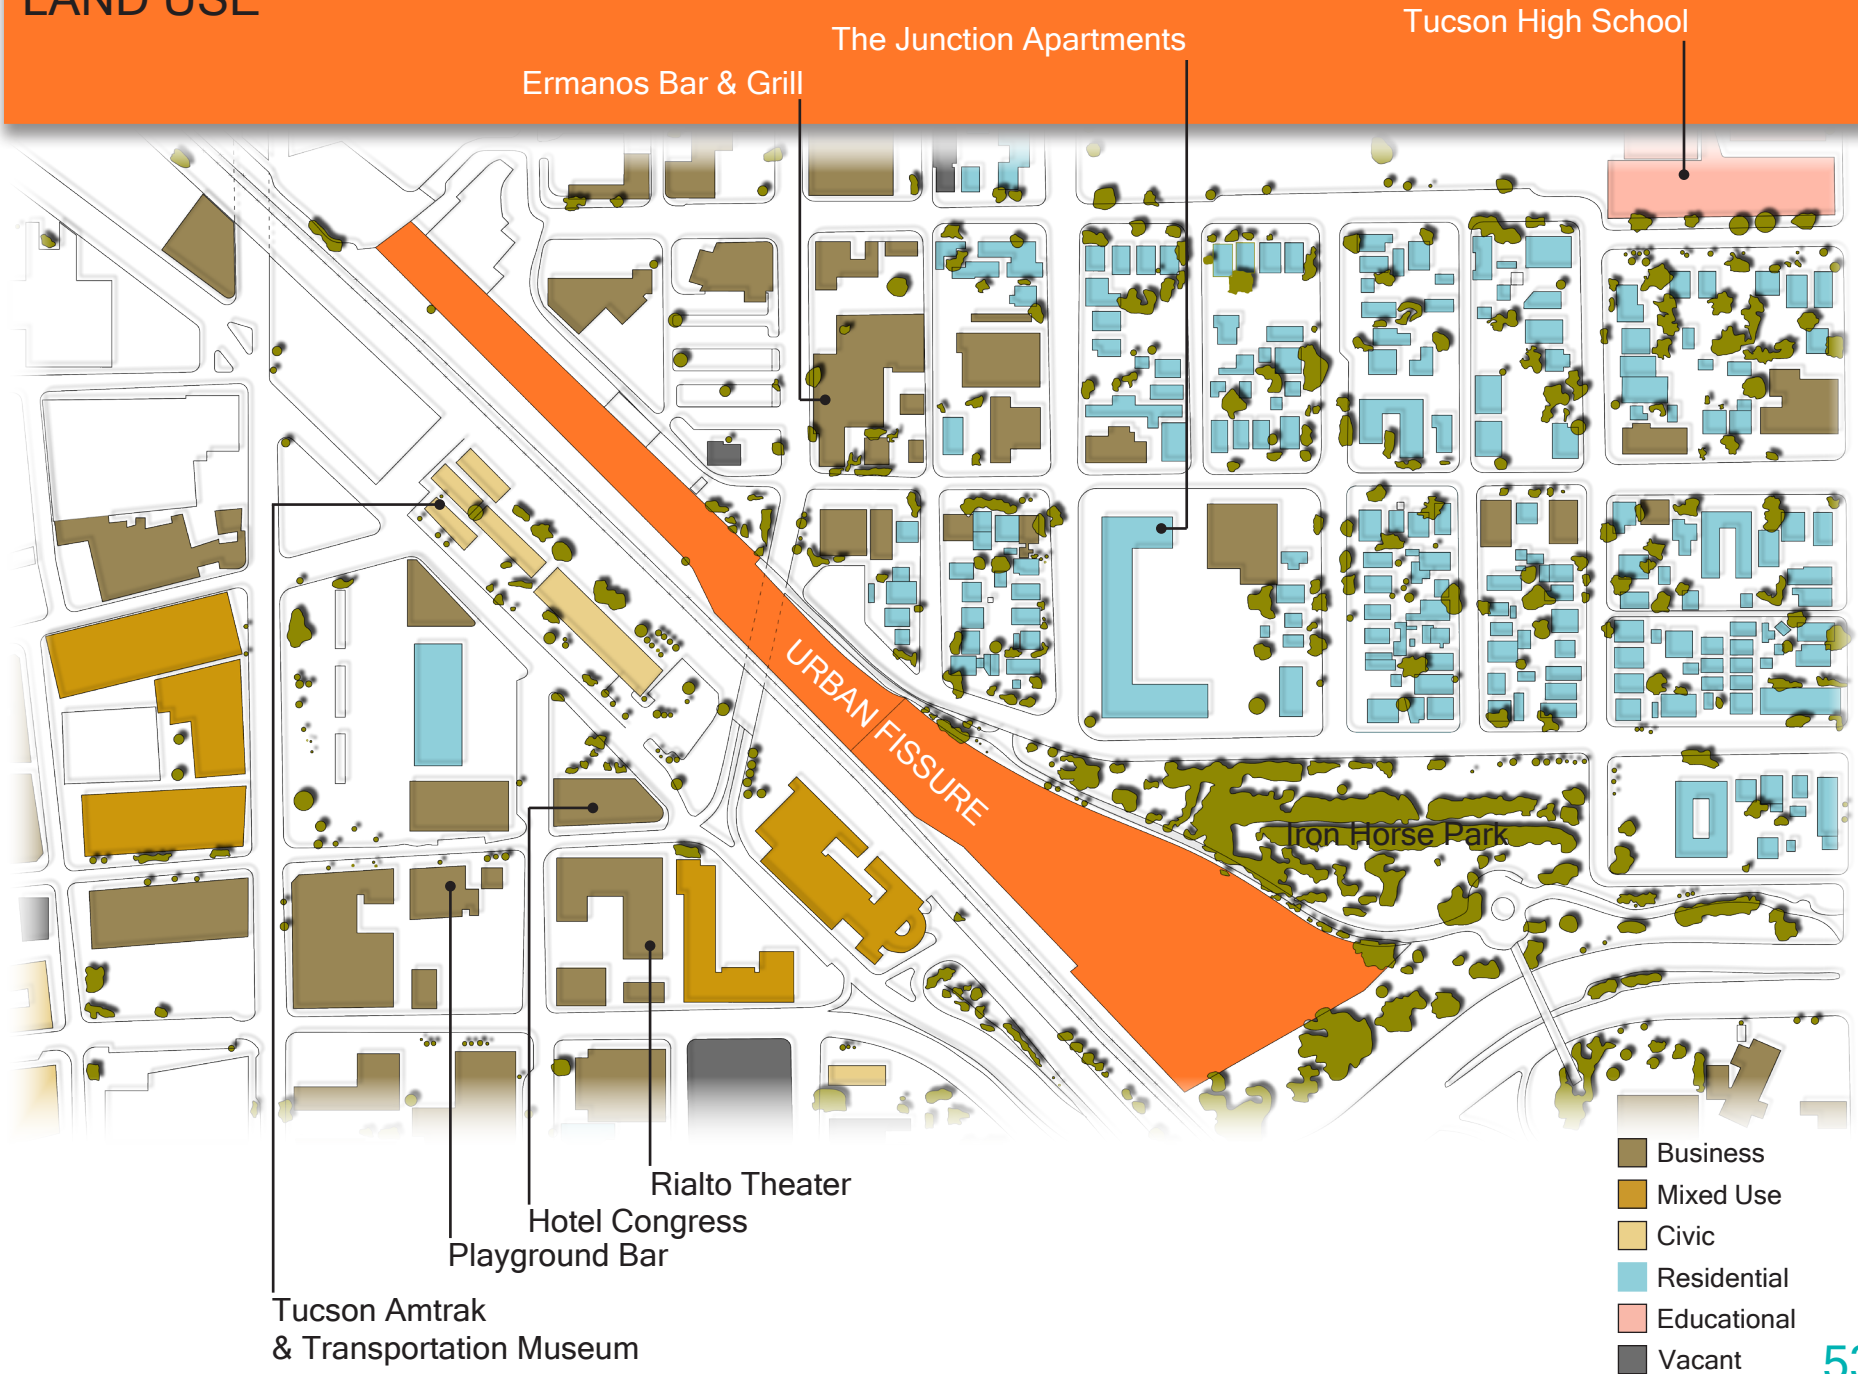 LAND USE
Tucson High School
The Junction Apartments
Ermanos Bar & Grill
URBAN FISSURE
Iron Horse Park
Rialto Theater
Hotel Congress
Playground Bar
Tucson Amtrak
& Transportation Museum
Business
Mixed Use
Civic
Residential
Educational
Vacant